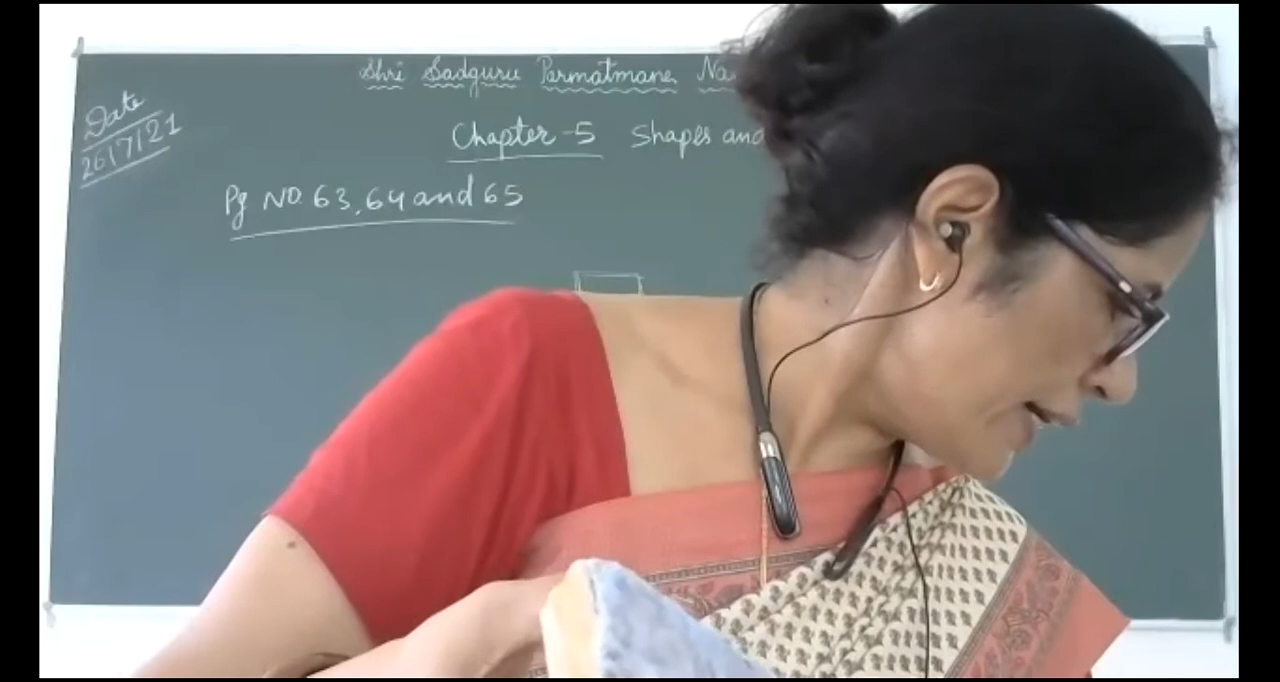 Shri Sadguru Parmatmane
Date
26/7/21
Chapter-5 Shapes and
Pg NO. 63, 64 and 65